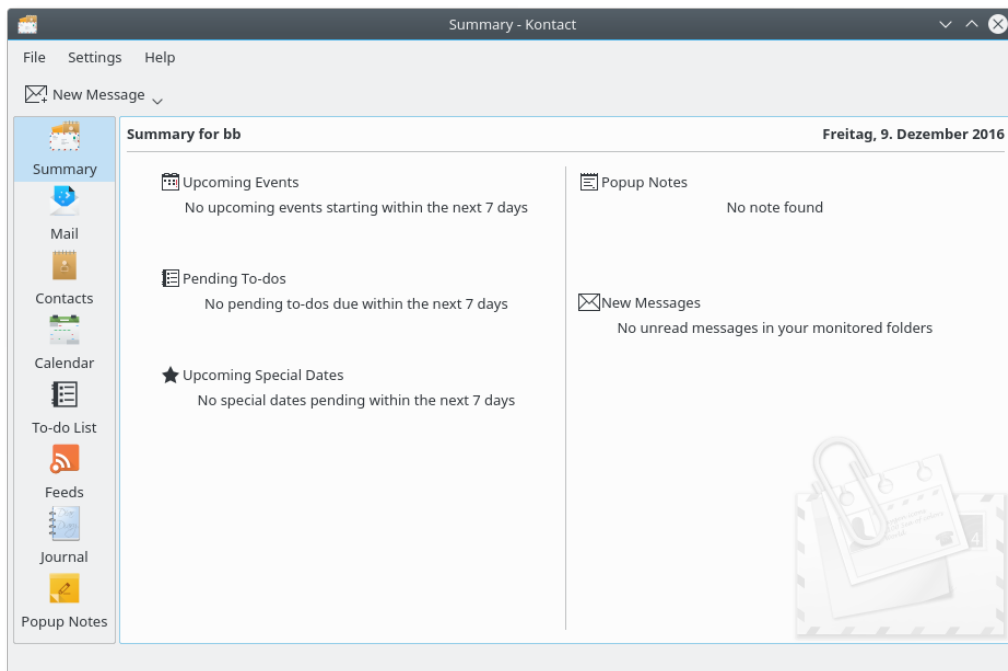 Summary - Kontact
File Settings Help
New Message
Summary
Mail
Contacts
Calendar
To-do List
Feeds
Journal
Popup Notes
Summary for bb
Freitag, 9. Dezember 2016
Upcoming Events
No upcoming events starting within the next 7 days
Pending To-dos
No pending to-dos due within the next 7 days
Upcoming Special Dates
No special dates pending within the next 7 days
Popup Notes
No note found
New Messages
No unread messages in your monitored folders